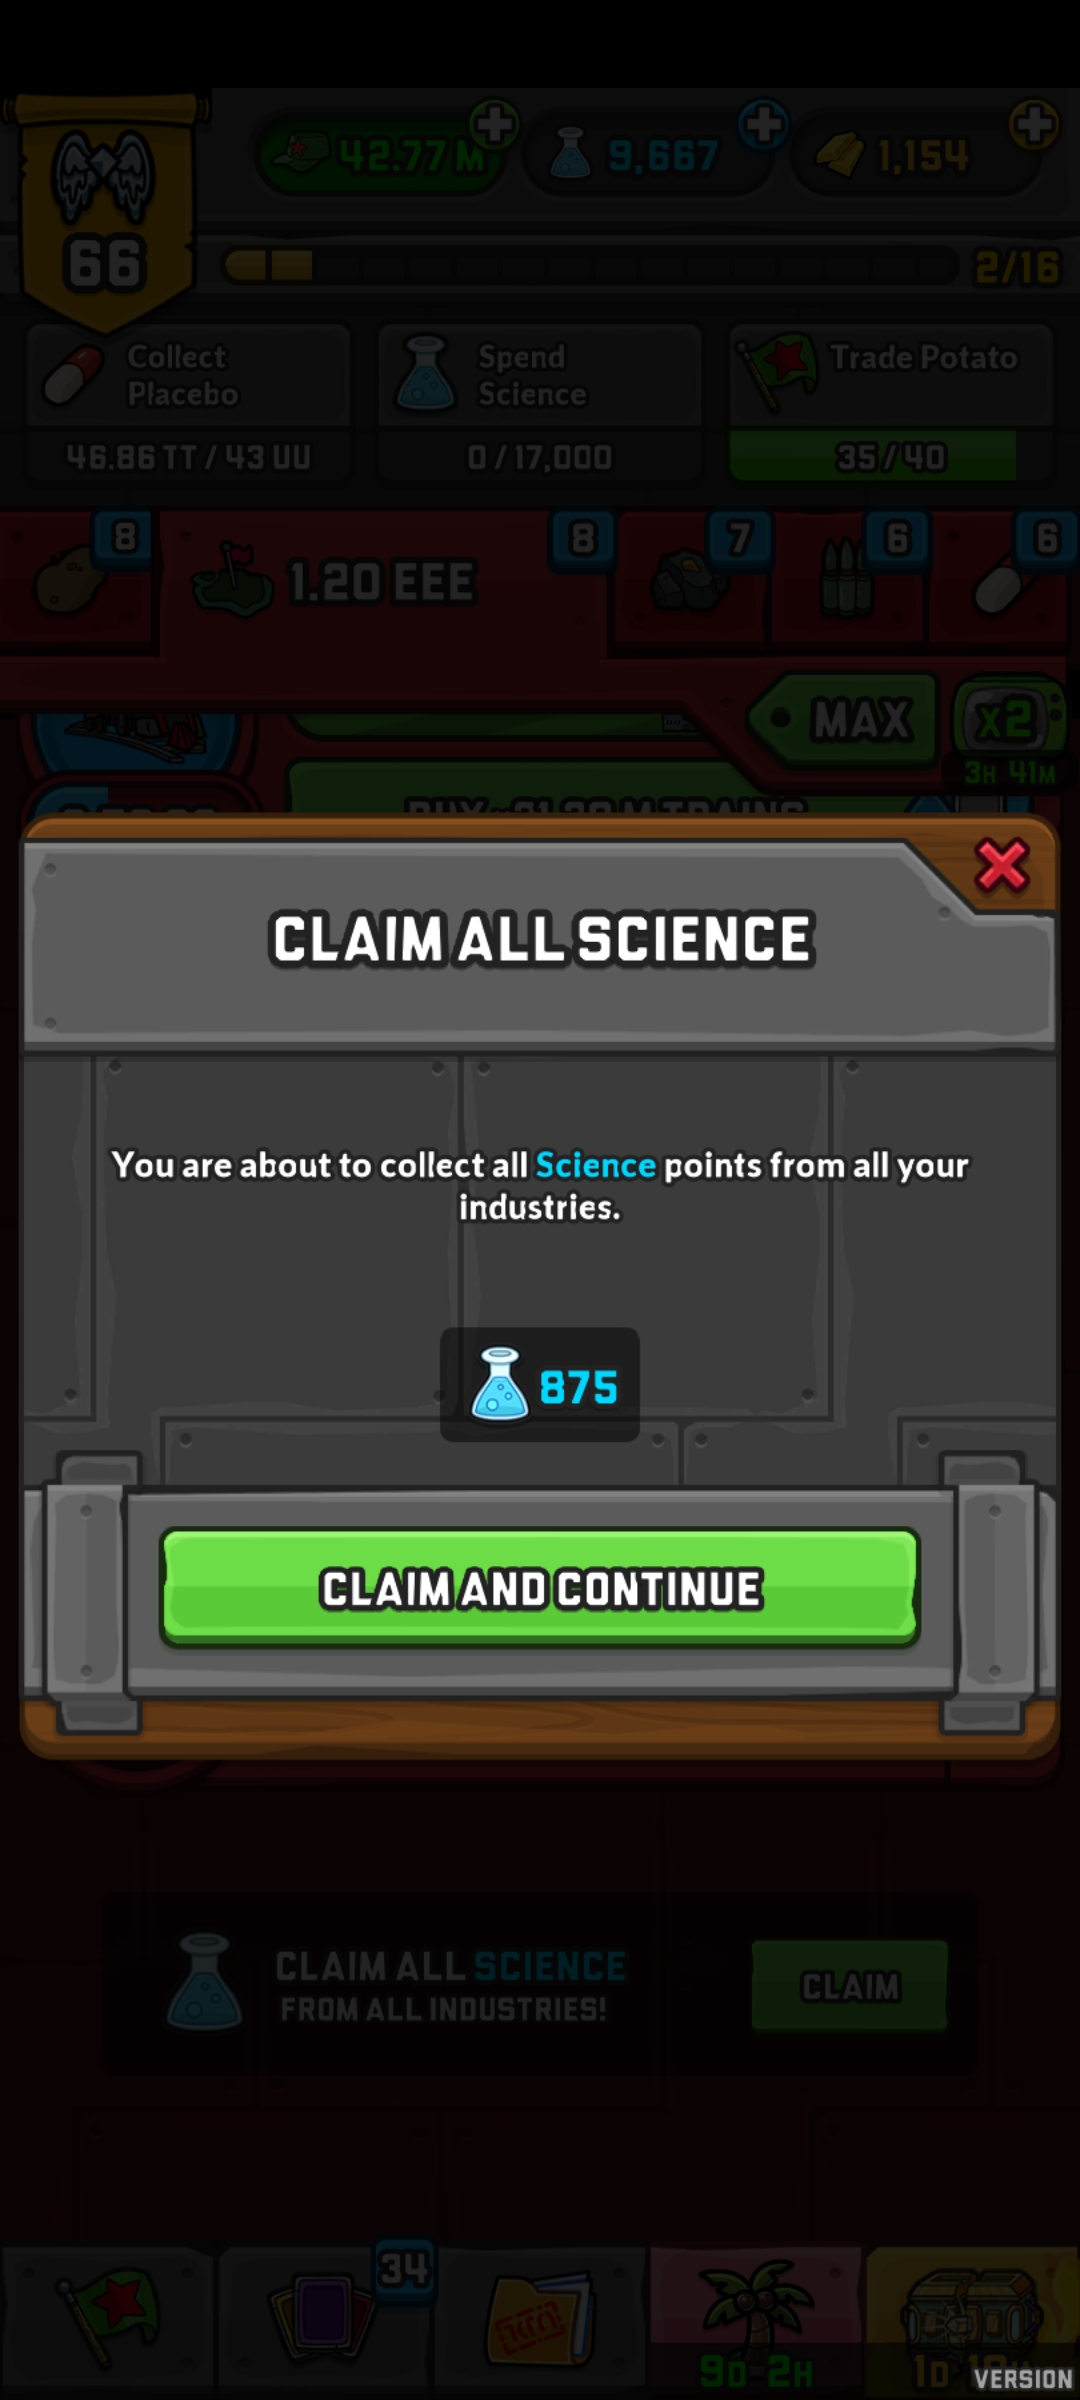 42.77 M
9,667
1,154
66
2/16
Collect
Placebo
Spend
Science
Trade Potato
46.86 TT / 43 UU
0 / 17,000
35 / 40
8
1.20 EEE
8
7
6
6
MAX
X2
3H 41M
CLAIM ALL SCIENCE
You are about to collect all Science points from all your
industries.
875
CLAIM AND CONTINUE
CLAIM ALL SCIENCE
FROM ALL INDUSTRIES!
CLAIM
34
9D 2H
1D
VERSION